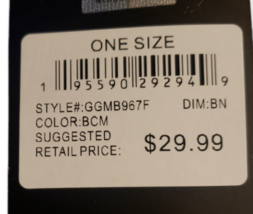 ONE SIZE
1 95590 29294 9
STYLE#:GGMB967F DIM:BN
COLOR:BCM
SUGGESTED
RETAIL PRICE: $29.99